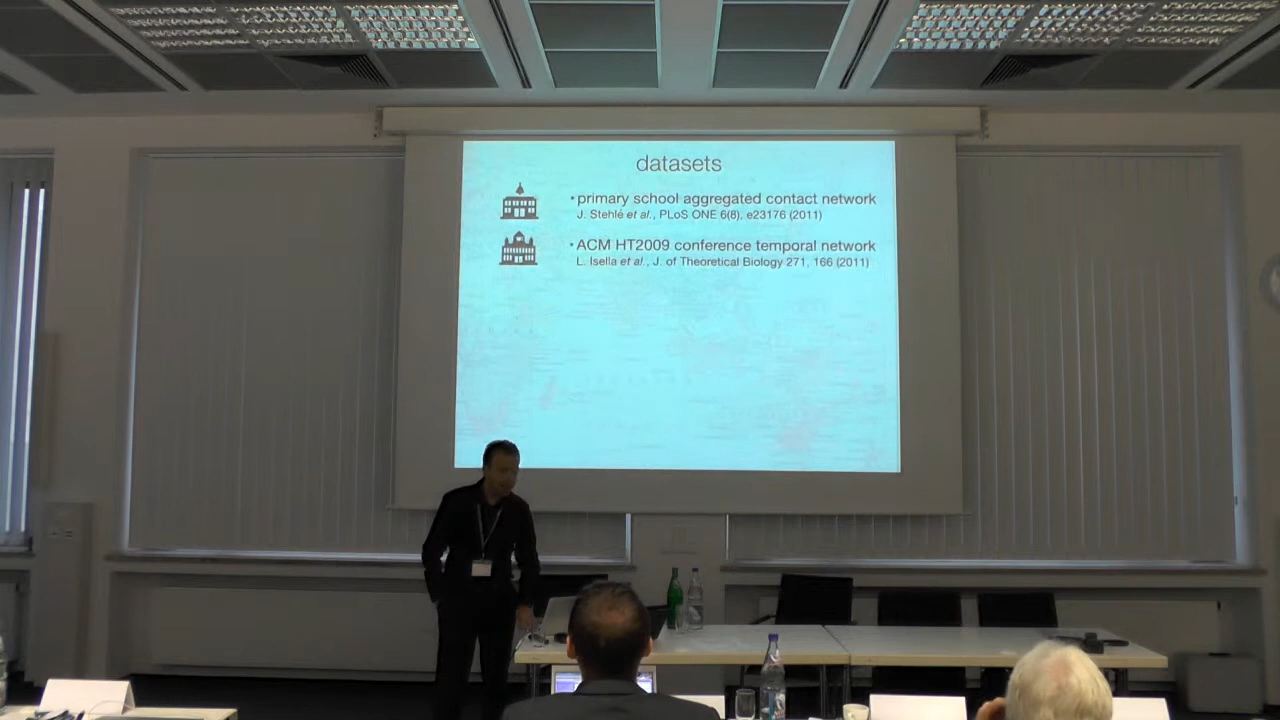 datasets
• primary school aggregated contact network
J. Stehlé et al., PLoS ONE 6(8), e23176 (2011)
• ACM HT2009 conference temporal network
L. Isella et al., J. of Theoretical Biology 271, 166 (2011)